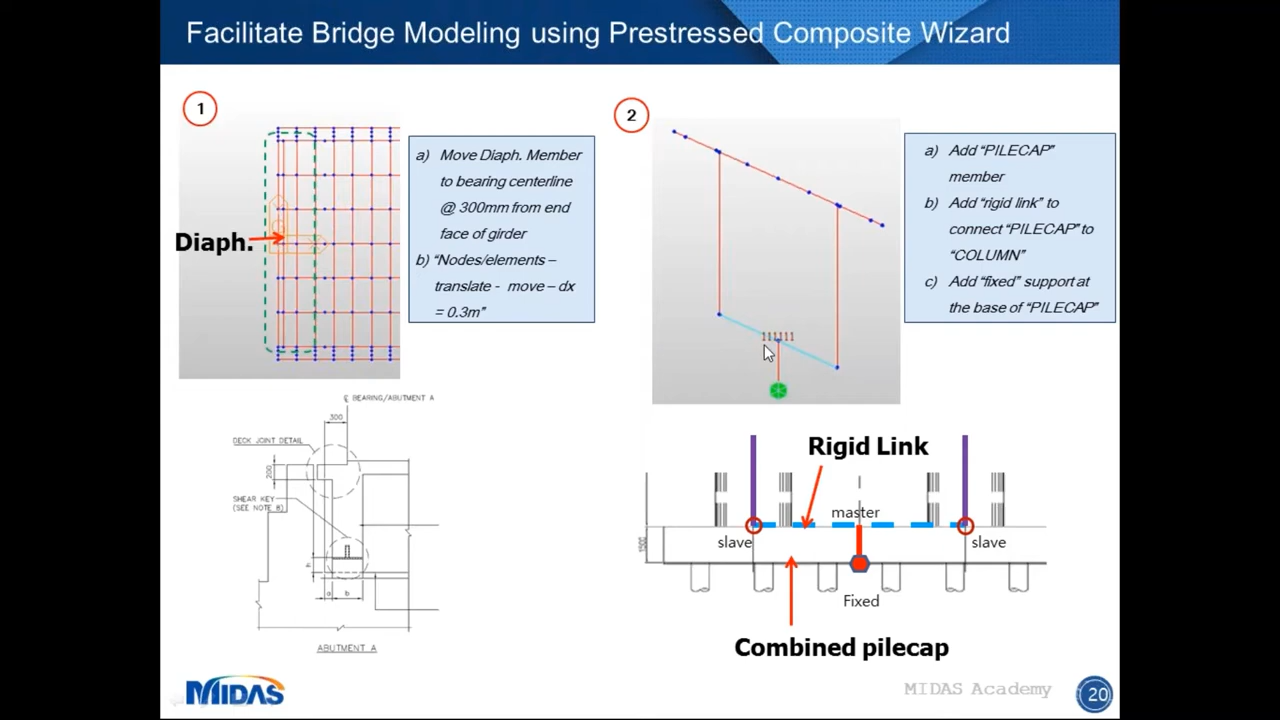 Facilitate Bridge Modeling using Prestressed Composite Wizard
1
a) Move Diaph. Member
to bearing centerline
@ 300mm from end
face of girder
b) “Nodes/elements –
translate - move – dx
= 0.3m”
Diaph.
2
a) Add “PILECAP”
member
b) Add “rigid link” to
connect “PILECAP” to
“COLUMN”
c) Add “fixed” support at
the base of “PILECAP”
111111
BEARING/ABUTMENT A
300
DECK JOINT DETAIL
200
SHEAR KEY
(SEE NOTE 8)
h
a b
ABUTMENT A
Rigid Link
master
slave
slave
1500
Fixed
Combined pilecap
MIDAS
MIDAS Academy
20